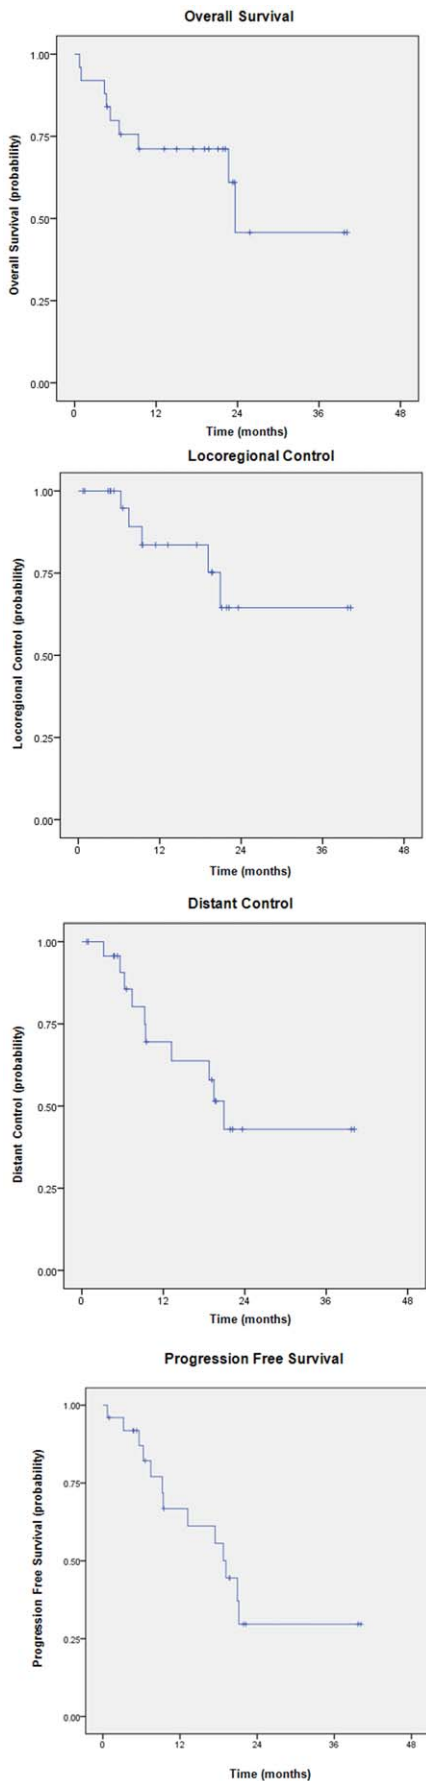 Overall Survival
Overall Survival (probability)
1.00
0.75
0.50
0.25
0.00
0 12 24 36 48
Time (months)
Locoregional Control
Locoregional Control (probability)
1.00
0.75
0.50
0.25
0.00
0 12 24 36 48
Time (months)
Distant Control
Distant Control (probability)
1.00
0.75
0.50
0.25
0.00
0 12 24 36 48
Time (months)
Progression Free Survival
Progression Free Survival (probability)
1.00
0.75
0.50
0.25
0.00
0 12 24 36 48
Time (months)